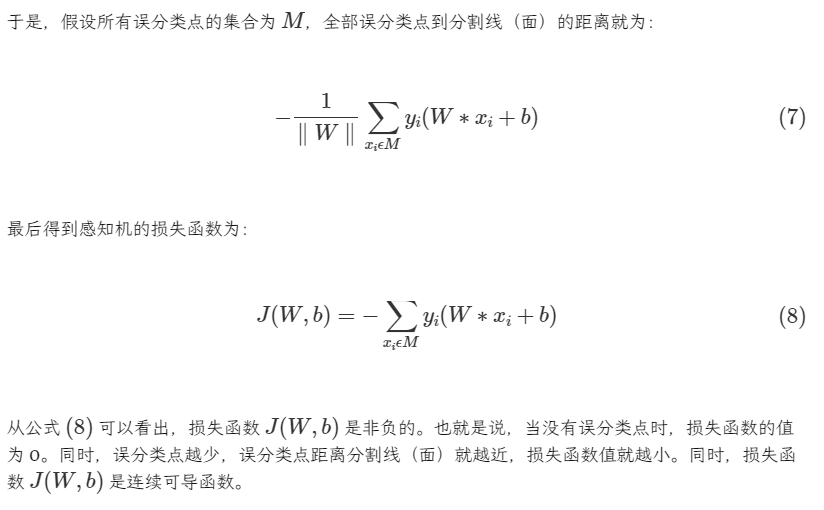 于是，假设所有误分类点的集合为 M，全部误分类点到分割线（面）的距离就为：
$-\frac{1}{\parallel W \parallel} \sum_{x_i \epsilon M} y_i(W * x_i + b)$ (7)
最后得到感知机的损失函数为：
$J(W, b) = -\sum_{x_i \epsilon M} y_i(W * x_i + b)$ (8)
从公式 (8) 可以看出，损失函数 J(W, b) 是非负的。也就是说，当没有误分类点时，损失函数的值
为 0。同时，误分类点越少，误分类点距离分割线（面）就越近，损失函数值就越小。同时，损失函
数 J(W, b) 是连续可导函数。